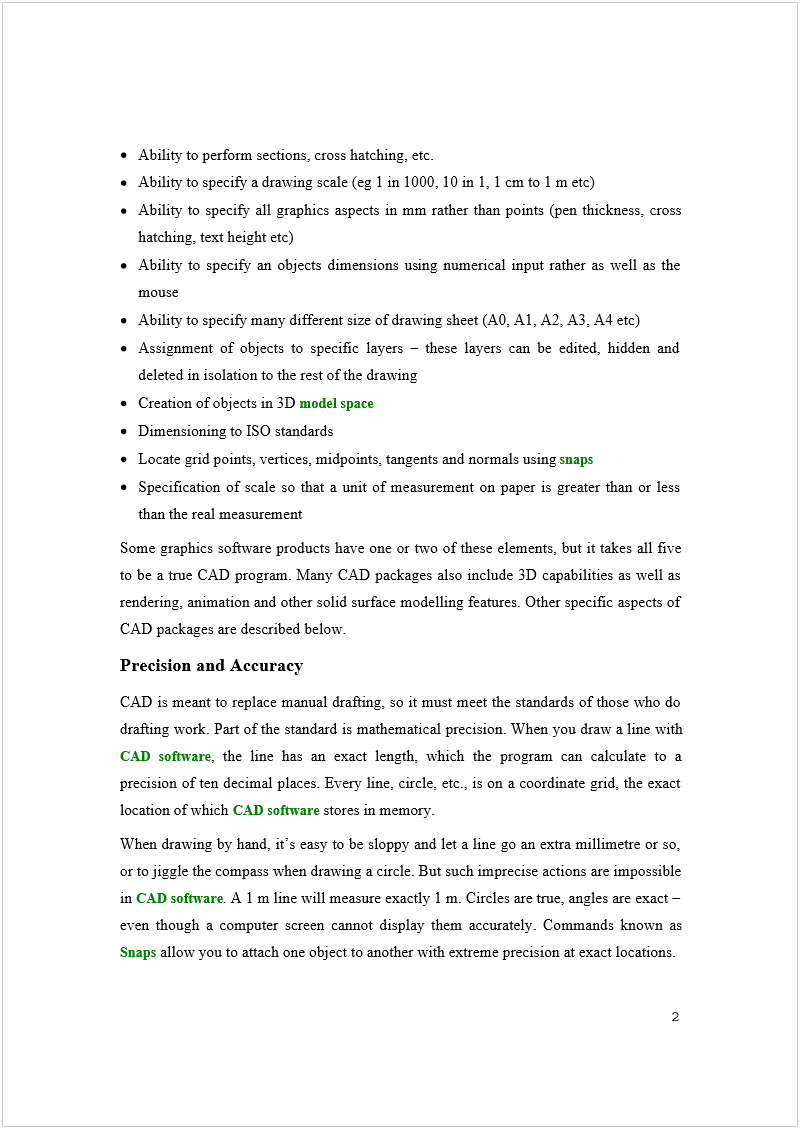 • Ability to perform sections, cross hatching, etc.
• Ability to specify a drawing scale (eg 1 in 1000, 10 in 1, 1 cm to 1 m etc)
• Ability to specify all graphics aspects in mm rather than points (pen thickness, cross
hatching, text height etc)
• Ability to specify an objects dimensions using numerical input rather as well as the
mouse
• Ability to specify many different size of drawing sheet (A0, A1, A2, A3, A4 etc)
• Assignment of objects to specific layers – these layers can be edited, hidden and
deleted in isolation to the rest of the drawing
• Creation of objects in 3D model space
• Dimensioning to ISO standards
• Locate grid points, vertices, midpoints, tangents and normals using snaps
• Specification of scale so that a unit of measurement on paper is greater than or less
than the real measurement
Some graphics software products have one or two of these elements, but it takes all five
to be a true CAD program. Many CAD packages also include 3D capabilities as well as
rendering, animation and other solid surface modelling features. Other specific aspects of
CAD packages are described below.
Precision and Accuracy
CAD is meant to replace manual drafting, so it must meet the standards of those who do
drafting work. Part of the standard is mathematical precision. When you draw a line with
CAD software, the line has an exact length, which the program can calculate to a
precision of ten decimal places. Every line, circle, etc., is on a coordinate grid, the exact
location of which CAD software stores in memory.
When drawing by hand, it’s easy to be sloppy and let a line go an extra millimetre or so,
or to jiggle the compass when drawing a circle. But such imprecise actions are impossible
in CAD software. A 1 m line will measure exactly 1 m. Circles are true, angles are exact –
even though a computer screen cannot display them accurately. Commands known as
Snaps allow you to attach one object to another with extreme precision at exact locations.
2